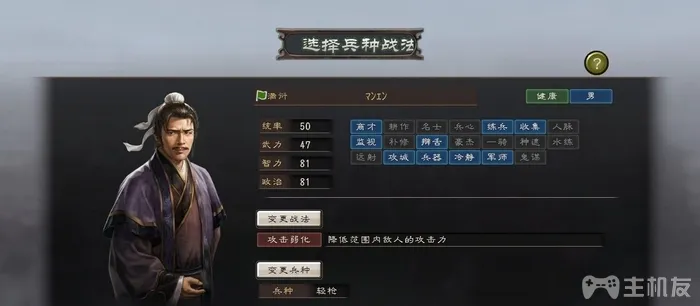 选择兵种战法
?
满衍 マンエン 健康 男
统率 50
武力 47
智力 81
政治 81
商才 耕作 名士 兵心 练兵 收集 人脉
监视 补修 辩舌 豪杰 一骑 神速 水练
远射 攻城 兵器 冷静 军师 鬼谋
变更战法
攻击弱化 降低范围内敌人的攻击力
变更兵种
兵种 轻枪
主机友